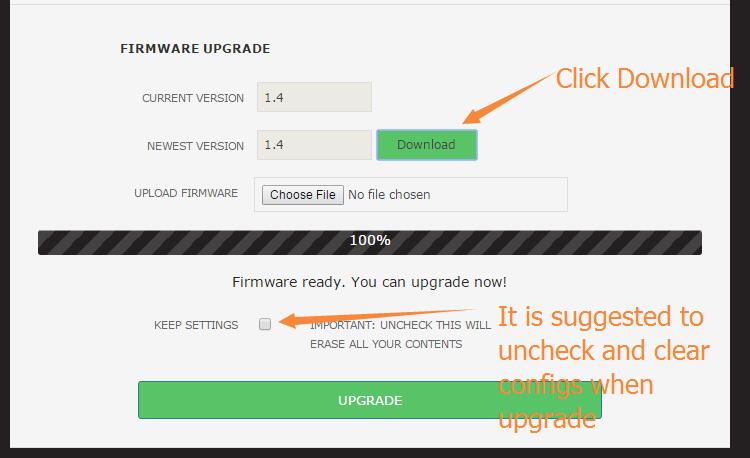 FIRMWARE UPGRADE
Click Download
CURRENT VERSION 1.4
NEWEST VERSION 1.4 Download
UPLOAD FIRMWARE Choose File No file chosen
100%
Firmware ready. You can upgrade now!
KEEP SETTINGS IMPORTANT: UNCHECK THIS WILL
ERASE ALL YOUR CONTENTS
It is suggested to
uncheck and clear
configs when
upgrade
UPGRADE